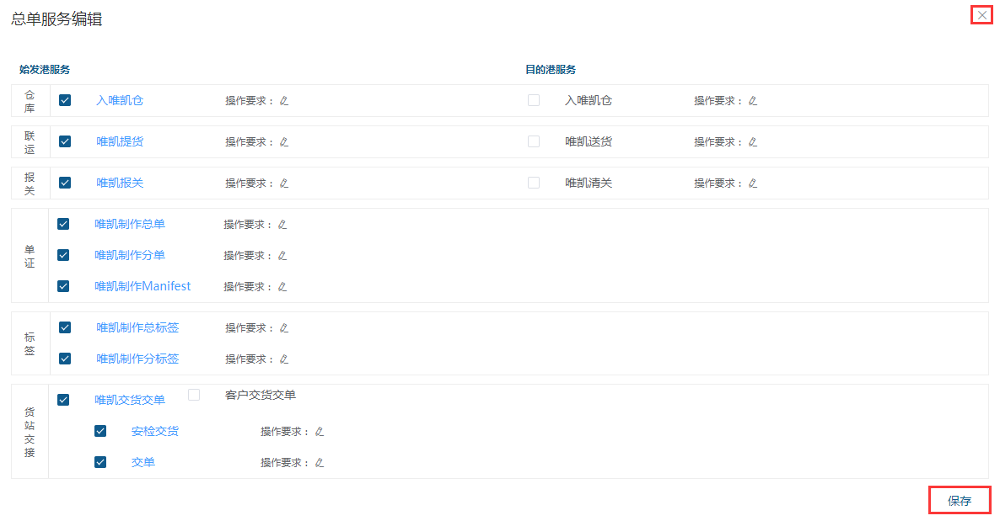 总单服务编辑
始发港服务 目的港服务
仓库 入唯凯仓 操作要求： 入唯凯仓 操作要求：
联运 唯凯提货 操作要求： 唯凯送货 操作要求：
报关 唯凯报关 操作要求： 唯凯清关 操作要求：
单证 唯凯制作总单 操作要求：
唯凯制作分单 操作要求：
唯凯制作Manifest 操作要求：
标签 唯凯制作总标签 操作要求：
唯凯制作分标签 操作要求：
货站交接 唯凯交货交单 客户交货交单
安检交货 操作要求：
交单 操作要求：
保存